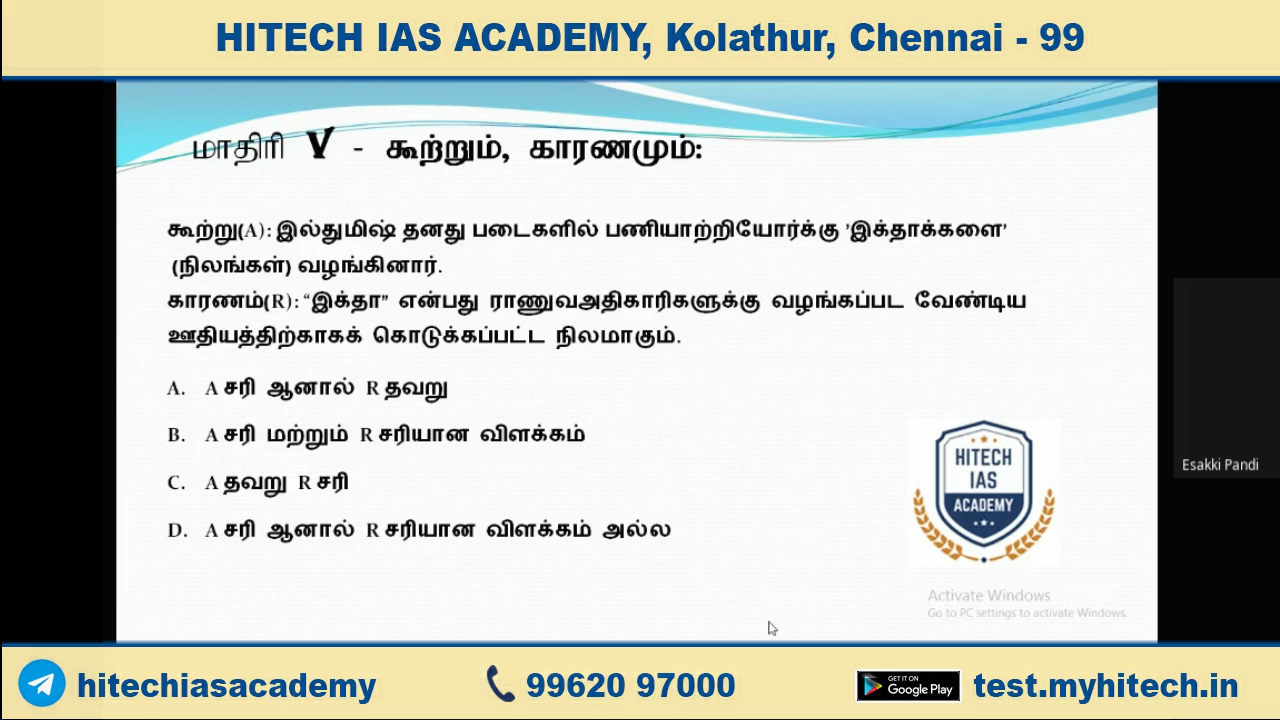 HITECH IAS ACADEMY, Kolathur, Chennai - 99
மாதிரி V - கூற்றும், காரணமும்:
கூற்று(A): இல்துமிஷ் தனது படைகளில் பணியாற்றியோர்க்கு ’இக்தாக்களை’
(நிலங்கள்) வழங்கினார்.
காரணம்(R): “இக்தா” என்பது ராணுவஅதிகாரிகளுக்கு வழங்கப்பட வேண்டிய
ஊதியத்திற்காகக் கொடுக்கப்பட்ட நிலமாகும்.
A. A சரி ஆனால் R தவறு
B. A சரி மற்றும் R சரியான விளக்கம்
C. A தவறு R சரி
D. A சரி ஆனால் R சரியான விளக்கம் அல்ல
HITECH
IAS
ACADEMY
Esakki Pandi
Activate Windows
Go to PC settings to activate Windows.
hitechiasacademy
99620 97000
GET IT ON
Google Play
test.myhitech.in